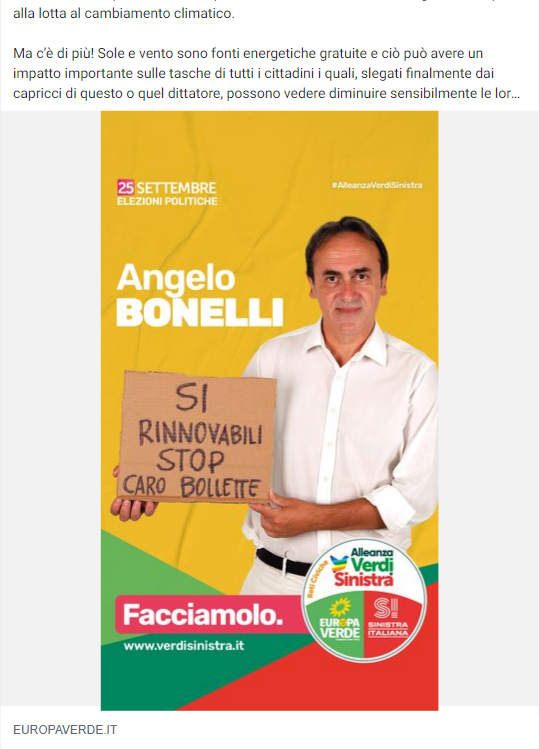 alla lotta al cambiamento climatico.
Ma c'è di più! Sole e vento sono fonti energetiche gratuite e ciò può avere un
impatto importante sulle tasche di tutti i cittadini i quali, slegati finalmente dai
capricci di questo o quel dittatore, possono vedere diminuire sensibilmente le lor...
25 SETTEMBRE
ELEZIONI POLITICHE
#AlleanzaVerdiSinistra
Angelo
BONELLI
SI
RINNOVABILI
STOP
CARO BOLLETTE
Reti Civiche
Alleanza
Verdi
Sinistra
EUROPA
VERDE
SI
SINISTRA
ITALIANA
Facciamolo.
www.verdisinistra.it
EUROPAVERDE.IT